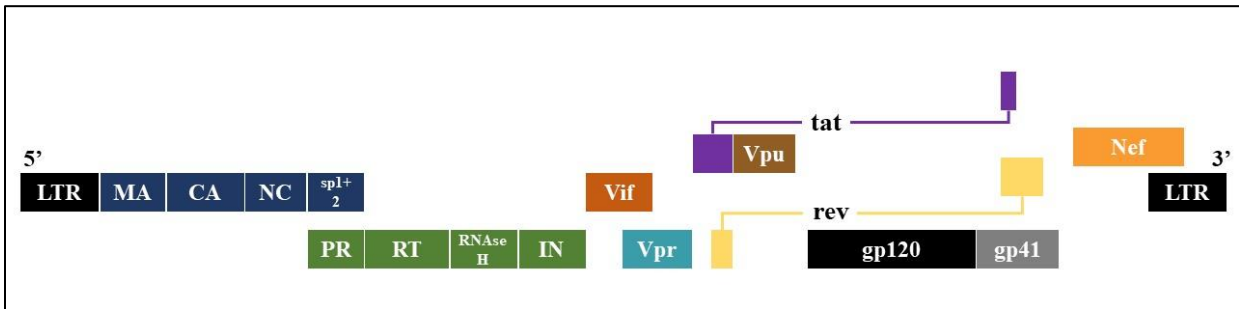 tat
5’
Vpu
Nef
3’
LTR
MA
CA
NC
sp1+
2
Vif
LTR
rev
PR
RT
RNAse
H
IN
Vpr
gp120
gp41